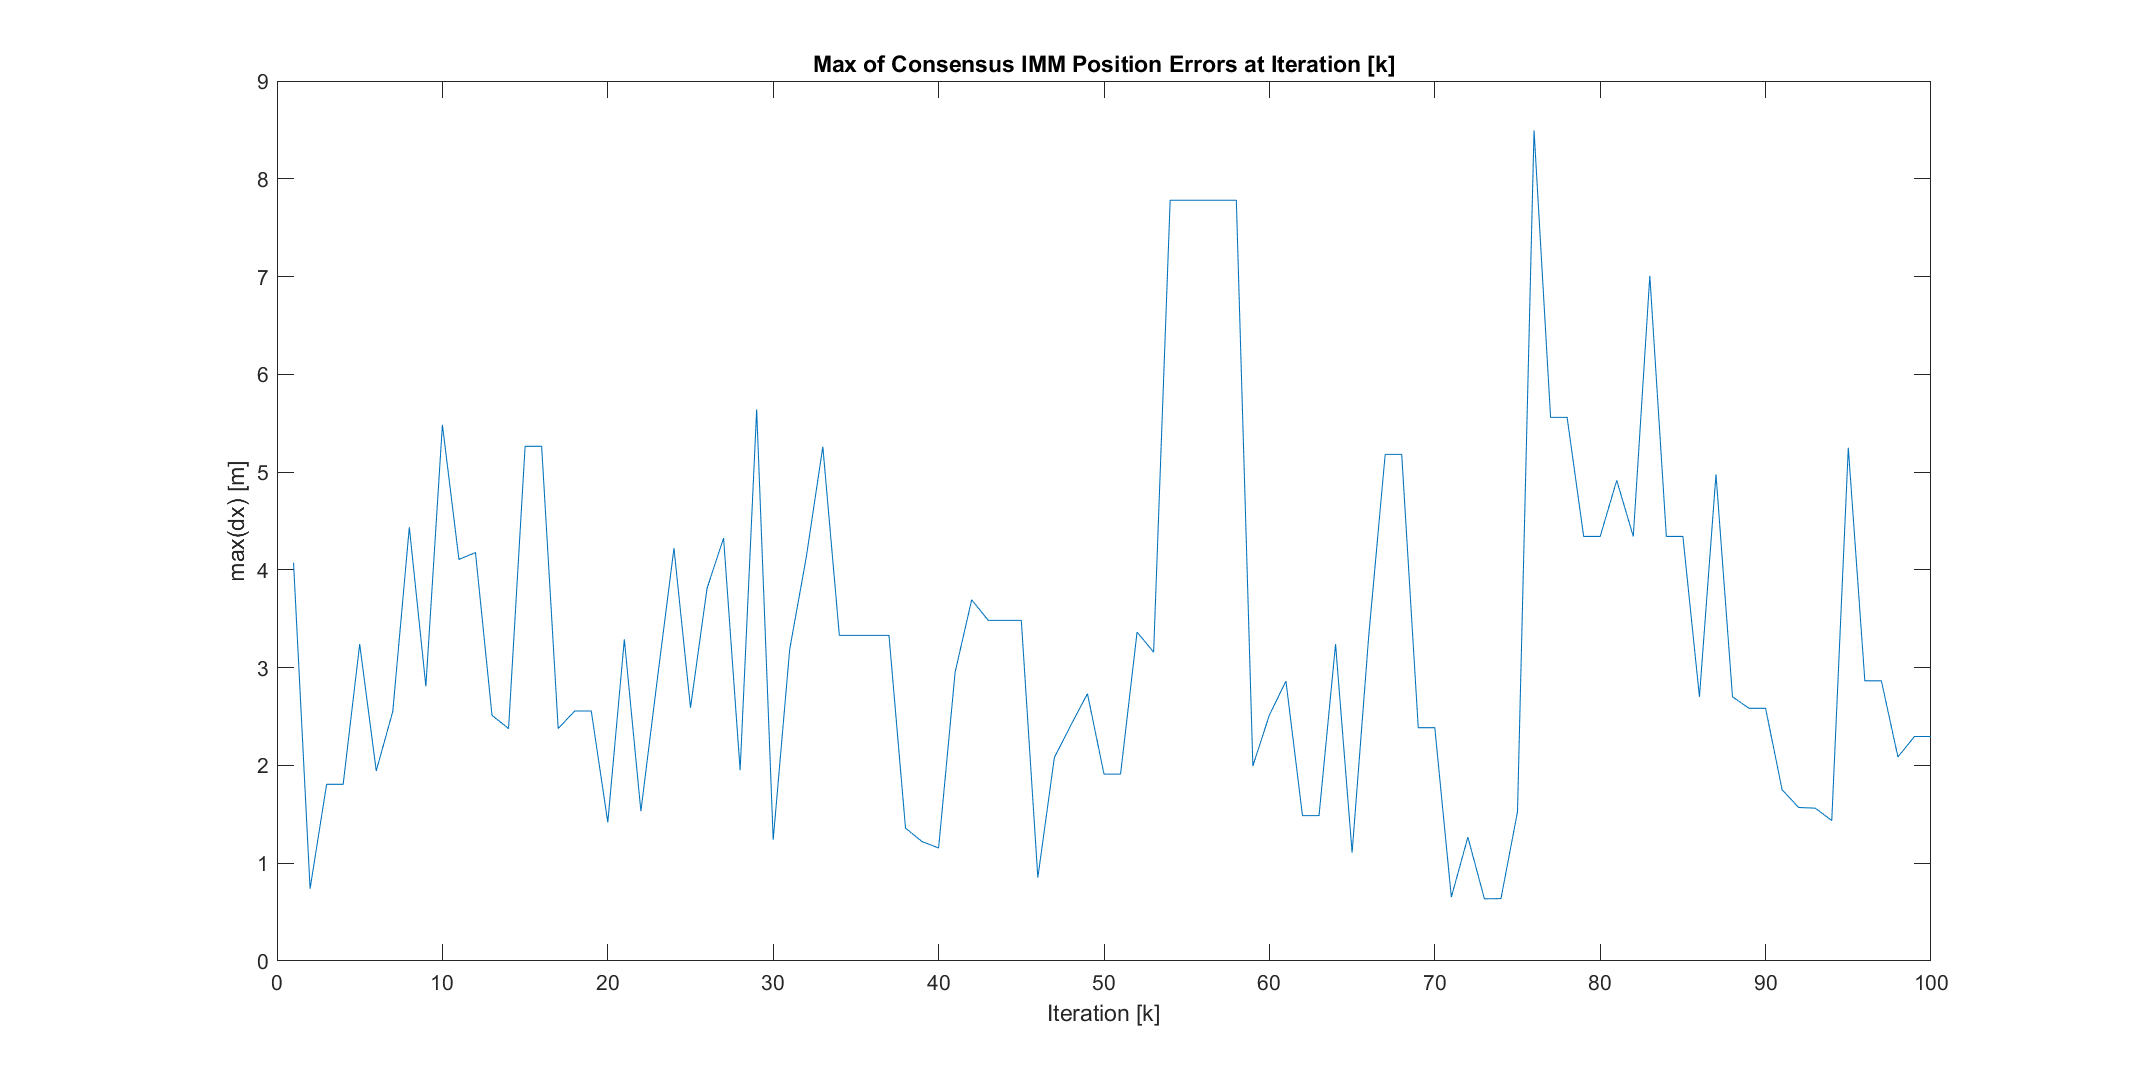 Max of Consensus IMM Position Errors at Iteration [k]
9
8
7
6
5
4
3
2
1
0
max(dx) [m]
0 10 20 30 40 50 60 70 80 90 100
Iteration [k]